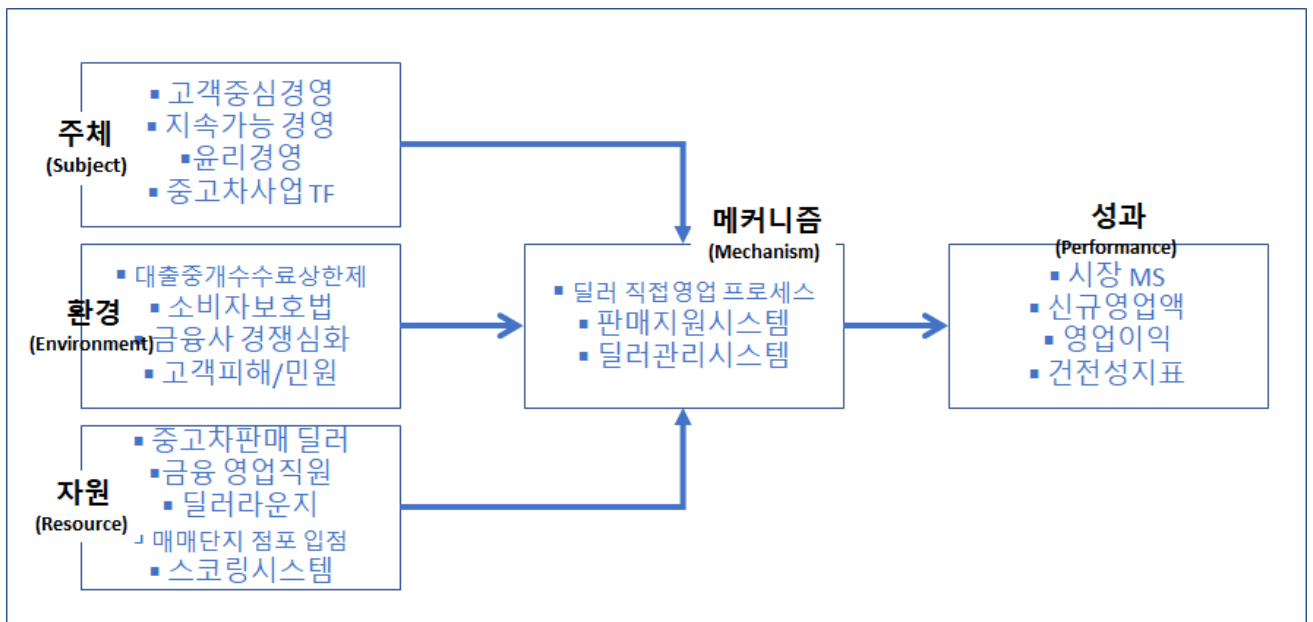 주체
(Subject)
▪ 고객중심경영
▪ 지속가능 경영
▪윤리경영
▪ 중고차사업 TF
환경
(Environment)
▪ 대출중개수수료상한제
▪ 소비자보호법
▪금융사 경쟁심화
▪ 고객피해/민원
자원
(Resource)
▪ 중고차판매 딜러
▪금융 영업직원
▪ 딜러라운지
┘ 매매단지 점포 입점
▪ 스코링시스템
메커니즘
(Mechanism)
▪ 딜러 직접영업 프로세스
▪ 판매지원시스템
▪ 딜러관리시스템
성과
(Performance)
▪ 시장 MS
▪ 신규영업액
▪ 영업이익
▪ 건전성지표